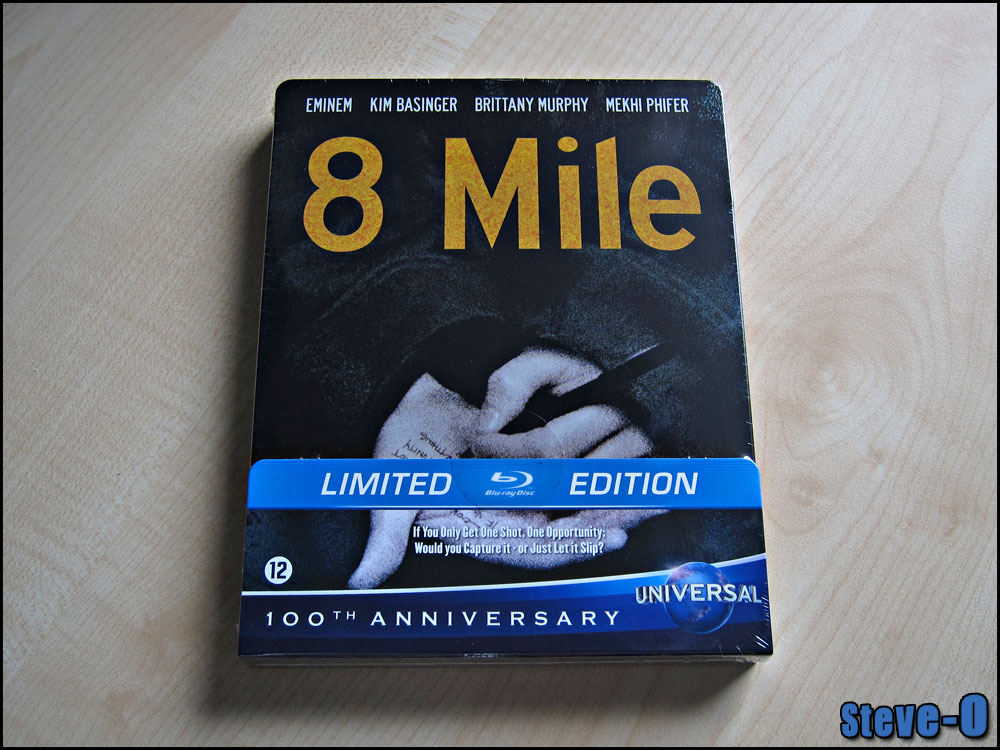 EMINEM KIM BASINGER BRITTANY MURPHY MEKHI PHIFER
8 Mile
LIMITED Blu-ray Disc EDITION
If You Only Get One Shot, One Opportunity;
Would you Capture it - or Just Let it Slip?
12
UNIVERSAL
100TH ANNIVERSARY
Steve-O